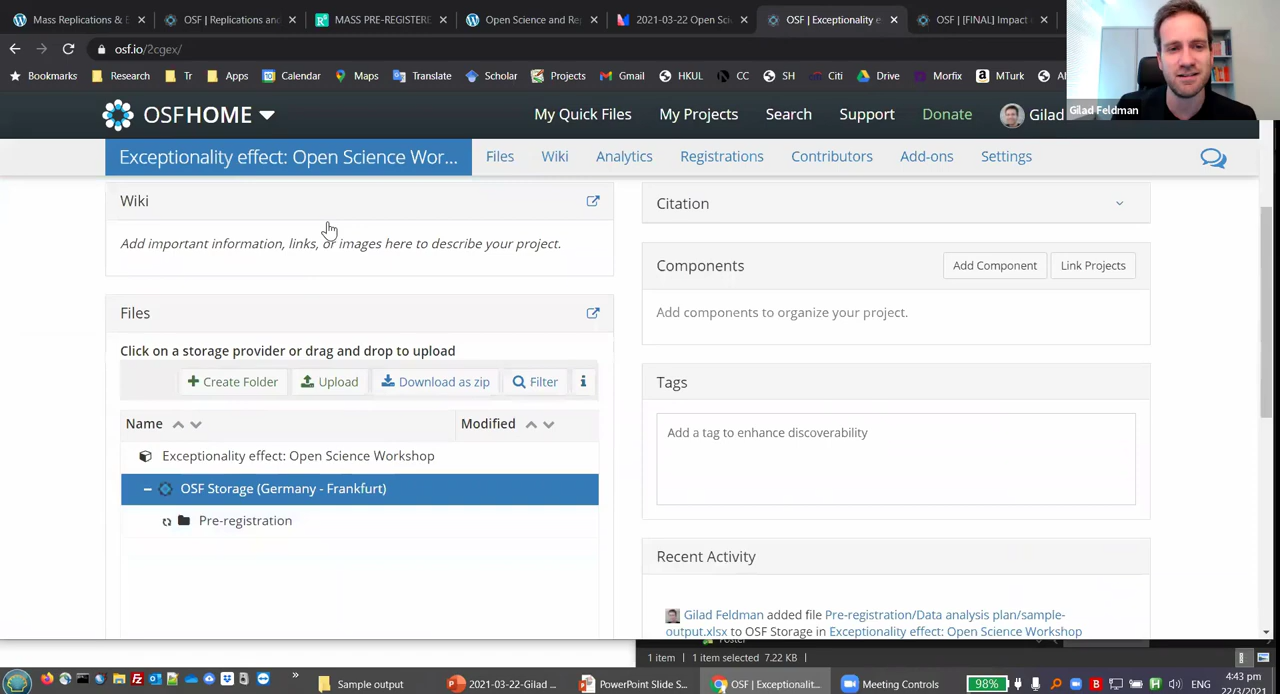 Mass Replications & E
OSF | Replications and
MASS PRE-REGISTERE
Open Science and Re
2021-03-22 Open Sci
OSF | Exceptionality e
OSF | [FINAL] Impact
osf.io/2cgex/
Bookmarks
Research
Tr
Apps
Calendar
Maps
Translate
Scholar
Projects
Gmail
HKUL
CC
SH
Citi
Drive
Morfix
MTurk
Gilad Feldman
OSFHOME
My Quick Files
My Projects
Search
Support
Donate
Gilad
Exceptionality effect: Open Science Wor...
Files
Wiki
Analytics
Registrations
Contributors
Add-ons
Settings
Wiki
Add important information, links, or images here to describe your project.
Files
Click on a storage provider or drag and drop to upload
Create Folder
Upload
Download as zip
Filter
Name
Modified
Exceptionality effect: Open Science Workshop
OSF Storage (Germany - Frankfurt)
Pre-registration
Citation
Components
Add Component
Link Projects
Add components to organize your project.
Tags
Add a tag to enhance discoverability
Recent Activity
Gilad Feldman added file Pre-registration/Data analysis plan/sample-
output.xlsx to OSF Storage in Exceptionality effect: Open Science Workshop
1 item
1 item selected 7.22 KB
Sample output
2021-03-22-Gilad ...
PowerPoint Slide S...
OSF | Exceptionalit...
Meeting Controls
98%
ENG
4:43 pm
22/03/2021